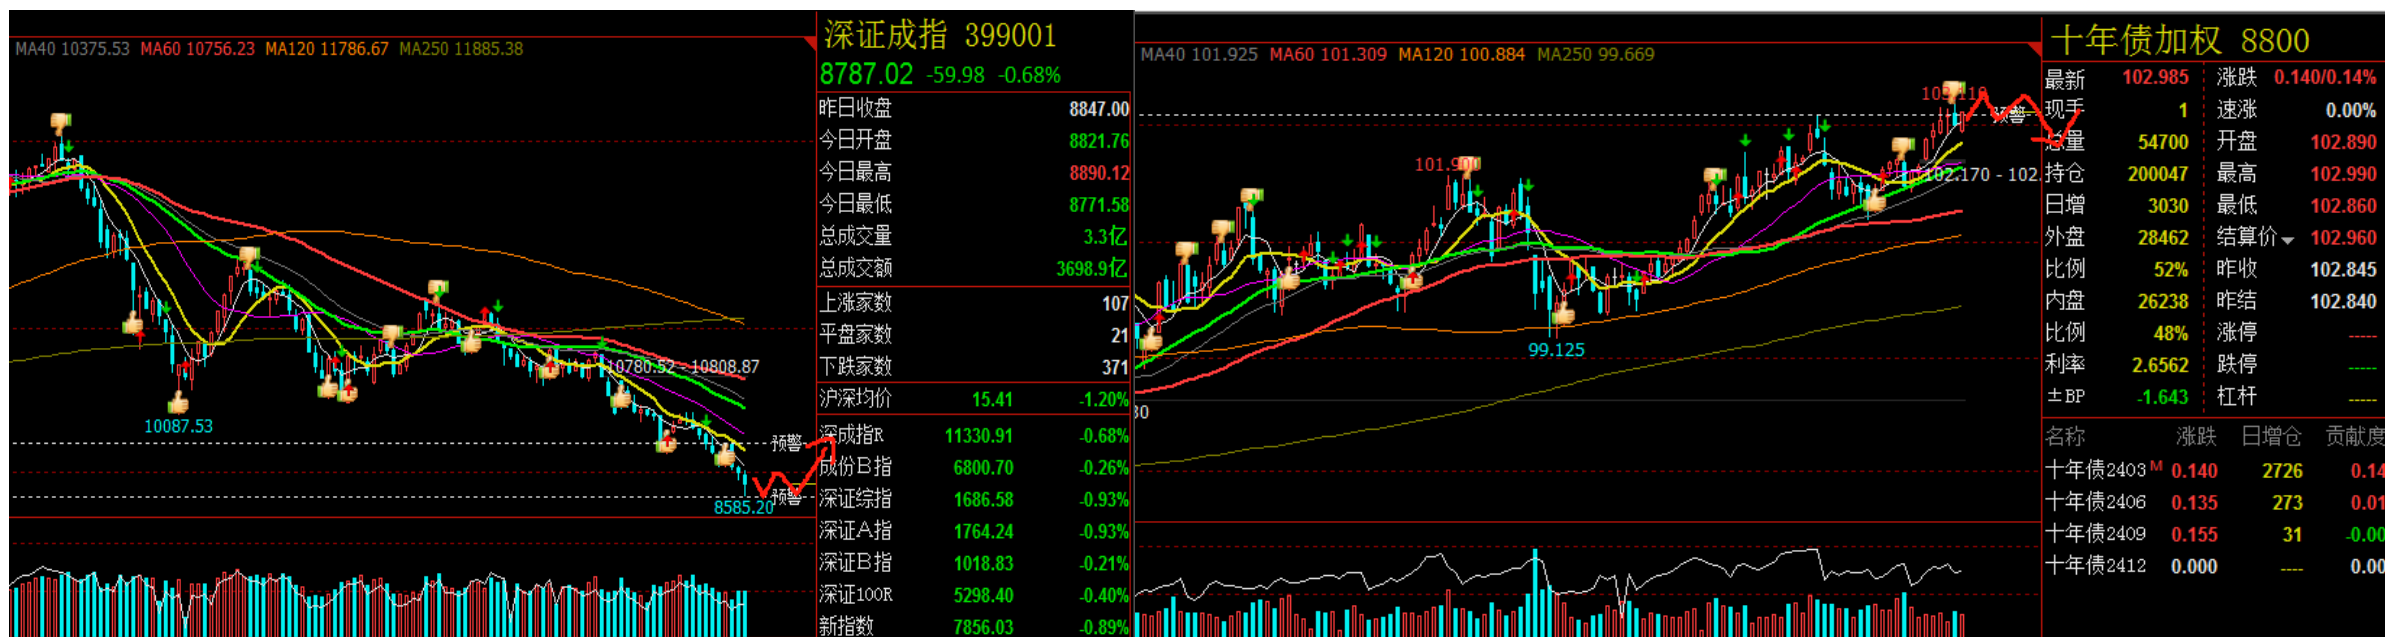 MA40 10375.53 MA60 10756.23 MA120 11786.67 MA250 11885.38
10087.53
10780.52 - 10808.87
预警
预警
8585.20
深证成指 399001
8787.02 -59.98 -0.68%
昨日收盘 8847.00
今日开盘 8821.76
今日最高 8890.12
今日最低 8771.58
总成交量 3.3亿
总成交额 3698.9亿
上涨家数 107
平盘家数 21
下跌家数 371
沪深均价 15.41 -1.20%
深成指R 11330.91 -0.68%
成份B指 6800.70 -0.26%
深证综指 1686.58 -0.93%
深证A指 1764.24 -0.93%
深证B指 1018.83 -0.21%
深证100R 5298.40 -0.40%
新指数 7856.03 -0.89%
MA40 101.925 MA60 101.309 MA120 100.884 MA250 99.669
预警
102.170 - 102.
99.125
30
十年债加权 8800
最新 102.985 涨跌 0.140/0.14%
现手 1 速涨 0.00%
总量 54700 开盘 102.890
持仓 200047 最高 102.990
日增 3030 最低 102.860
外盘 28462 结算价 102.960
比例 52% 昨收 102.845
内盘 26238 昨结 102.840
比例 48% 涨停 -----
利率 2.6562 跌停 -----
±BP -1.643 杠杆 -----
名称 涨跌 日增仓 贡献度
十年债2403 M 0.140 2726 0.14
十年债2406 0.135 273 0.01
十年债2409 0.155 31 -0.00
十年债2412 0.000 ---- 0.00